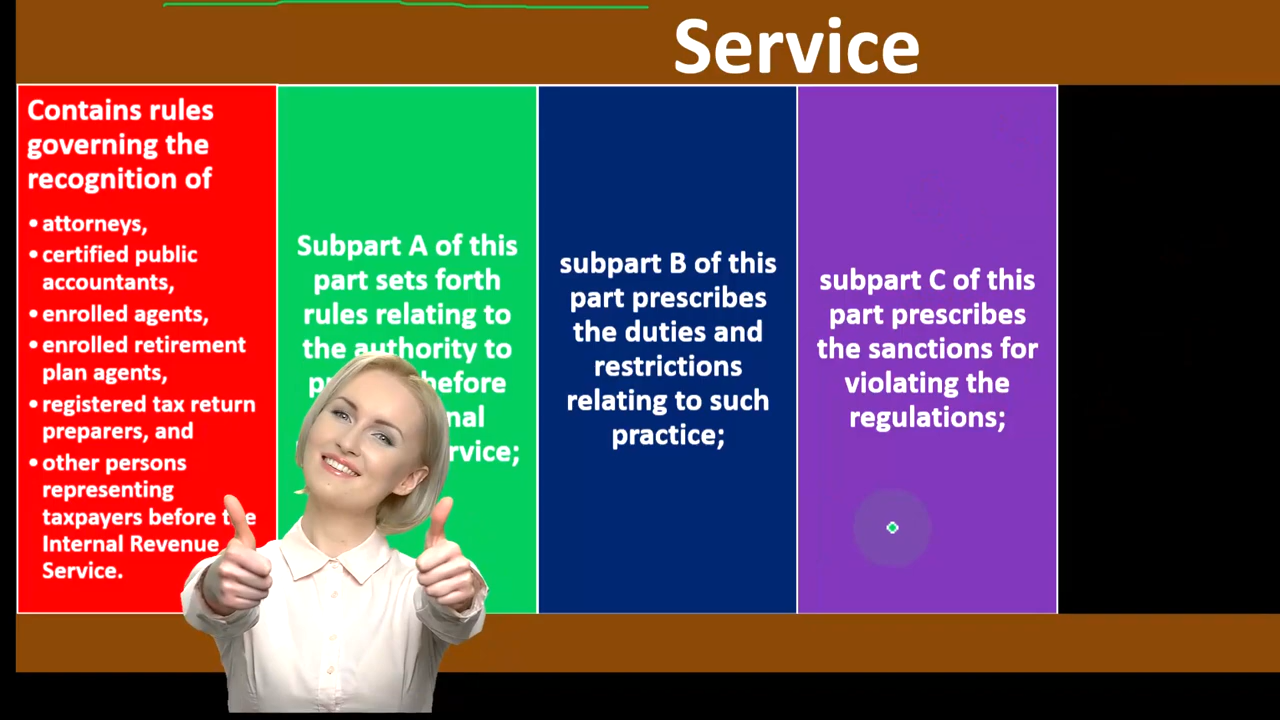 Service
Contains rules
governing the
recognition of
• attorneys,
• certified public
accountants,
• enrolled agents,
• enrolled retirement
plan agents,
• registered tax return
preparers, and
• other persons
representing
taxpayers before the
Internal Revenue
Service.
Subpart A of this
part sets forth
rules relating to
the authority to
before
subpart B of this
part prescribes
the duties and
restrictions
relating to such
practice;
subpart C of this
part prescribes
the sanctions for
violating the
regulations;